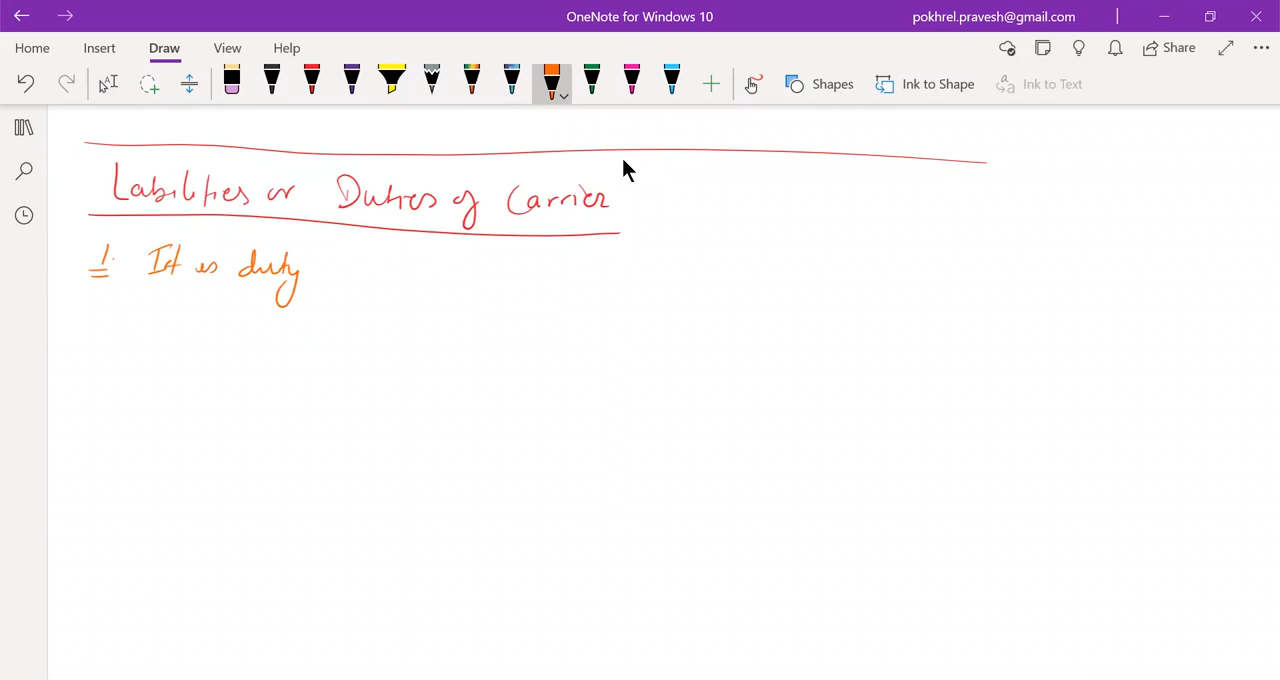 OneNote for Windows 10
pokhrel.pravesh@gmail.com
Home Insert Draw View Help
Share
Shapes Ink to Shape Ink to Text
Labilities or Duties of Carrier
1. It is duty